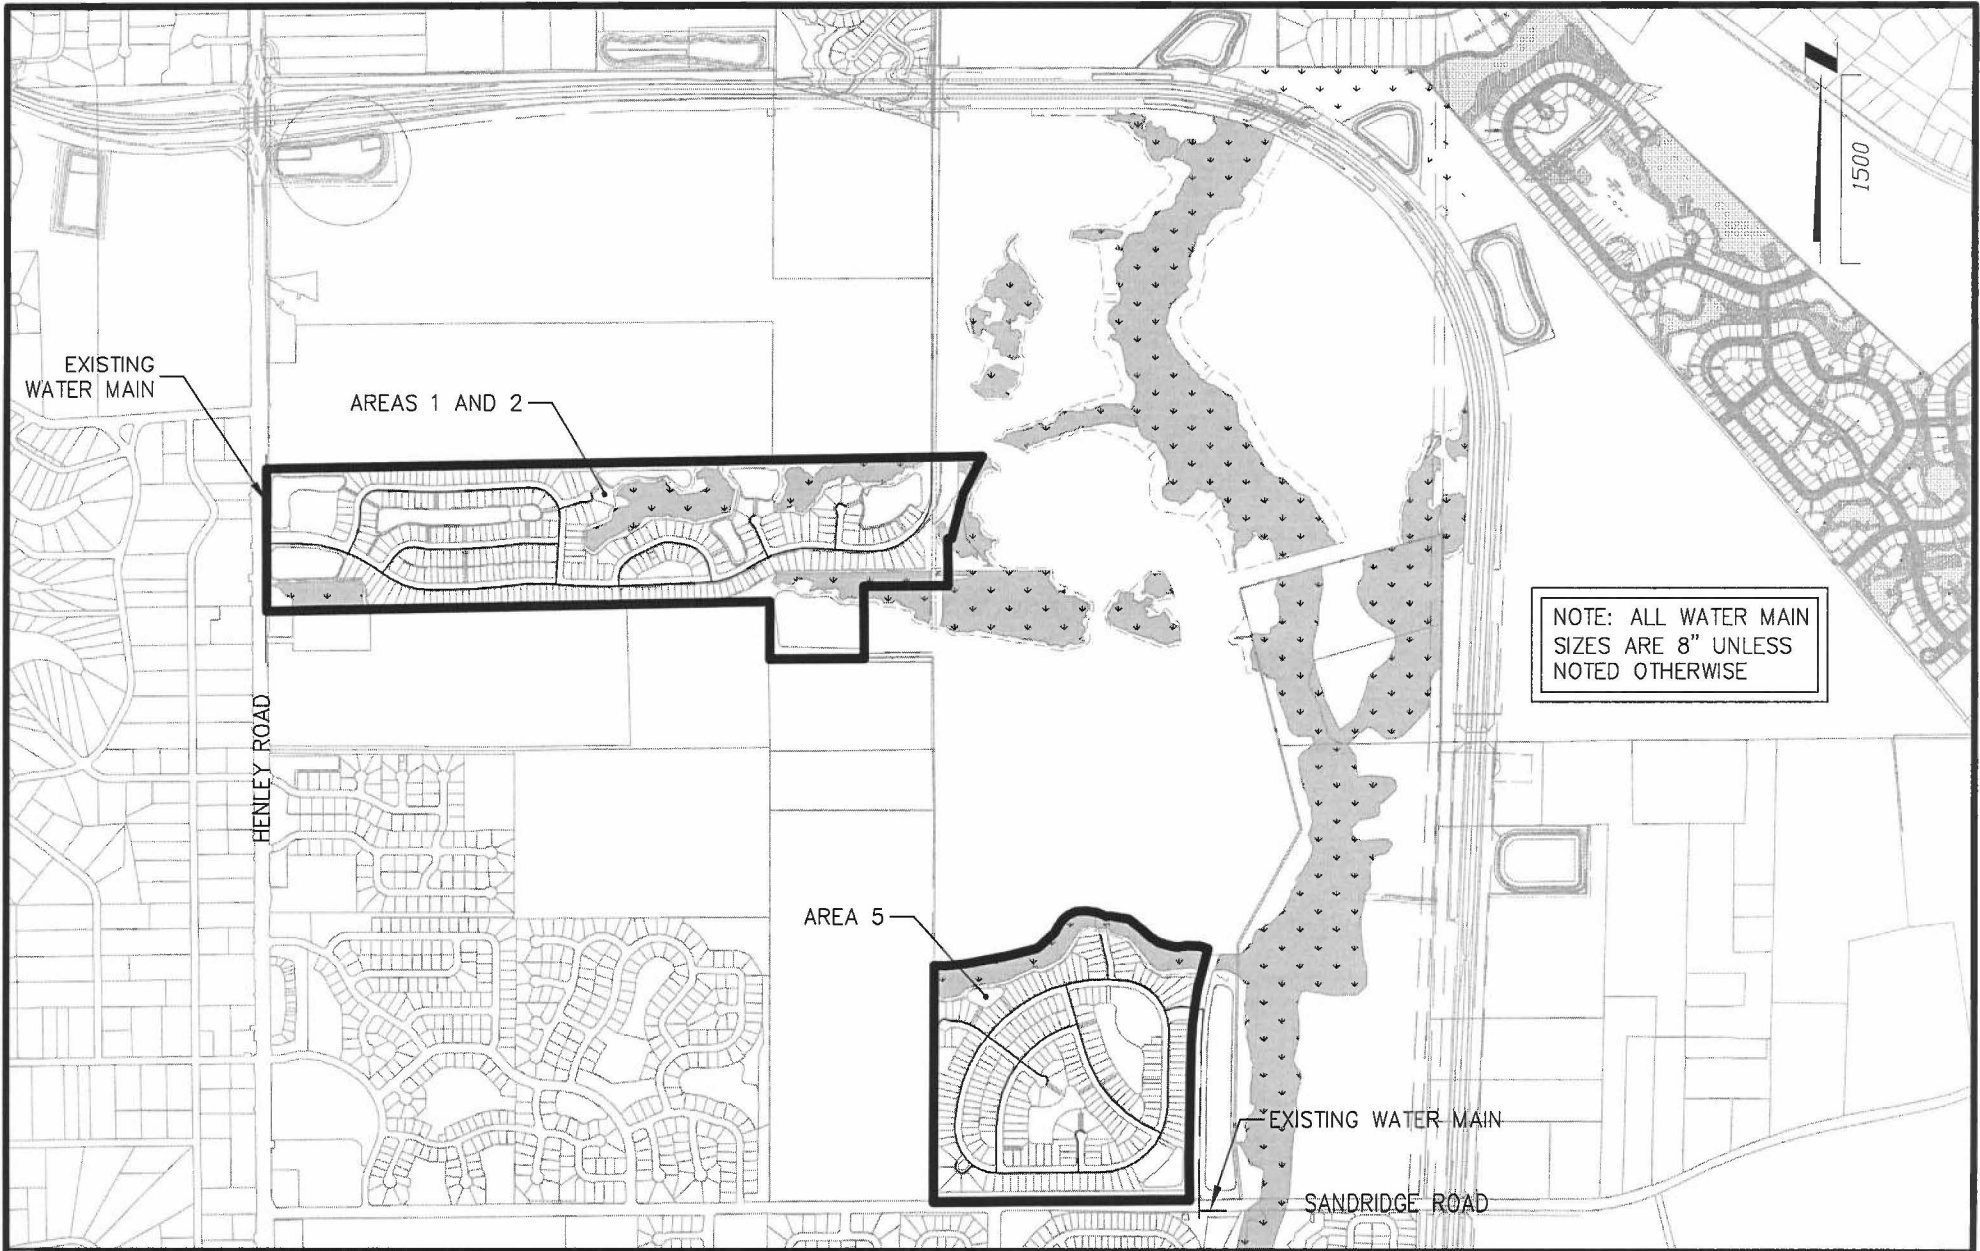 1500
EXISTING
WATER MAIN
AREAS 1 AND 2
NOTE: ALL WATER MAIN
SIZES ARE 8" UNLESS
NOTED OTHERWISE
HENLEY ROAD
AREA 5
EXISTING WATER MAIN
SANDRIDGE ROAD